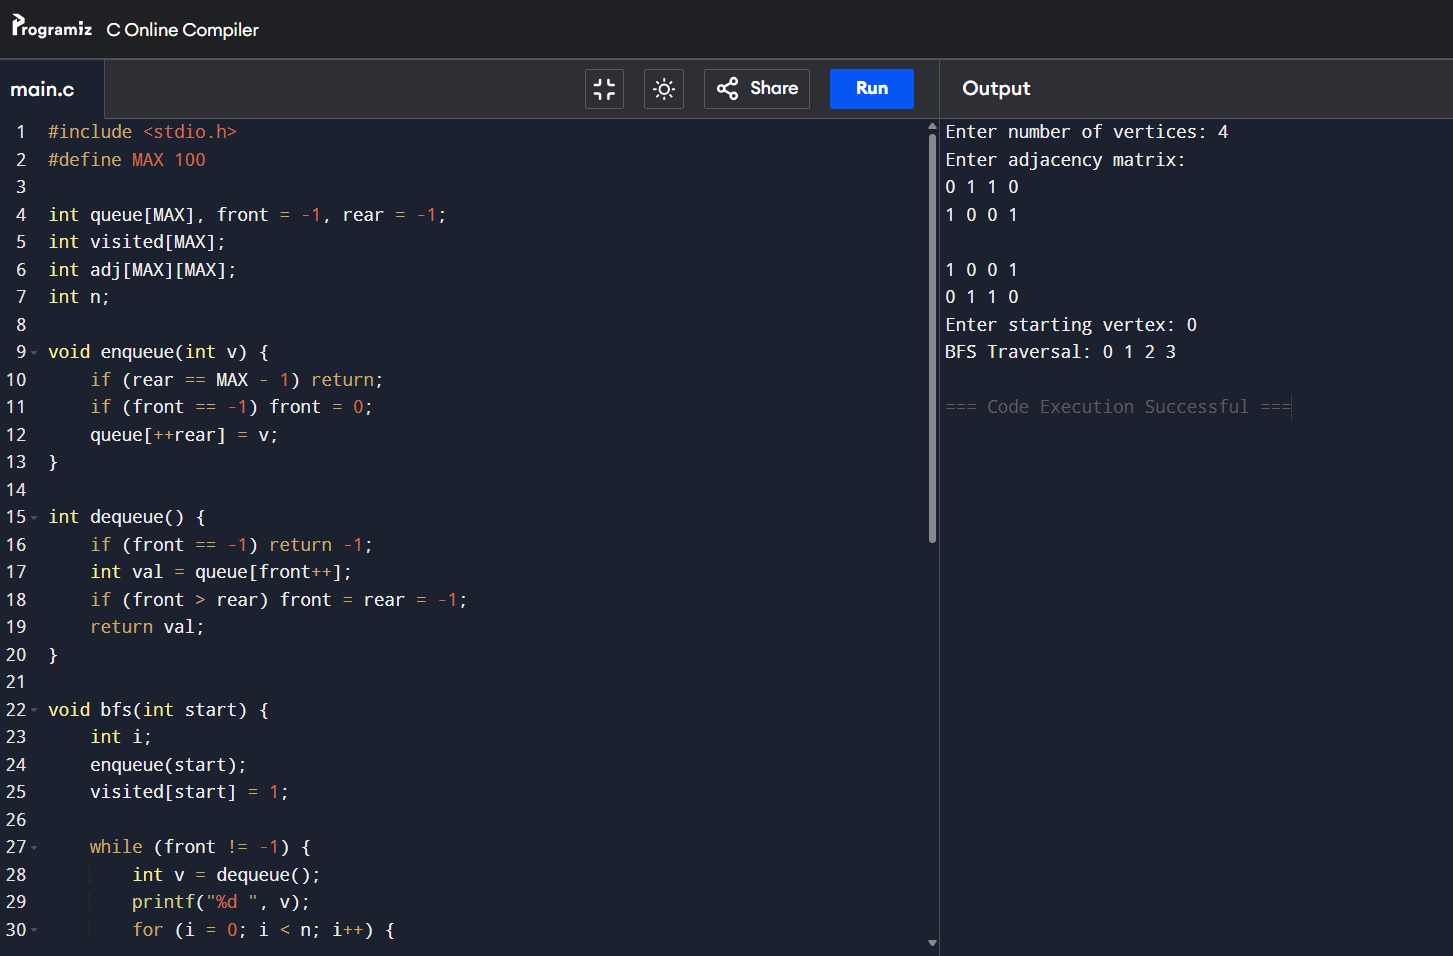 Programiz C Online Compiler
main.c
Share
Run
Output
1 #include <stdio.h>
2 #define MAX 100
3
4 int queue[MAX], front = -1, rear = -1;
5 int visited[MAX];
6 int adj[MAX][MAX];
7 int n;
8
9 void enqueue(int v) {
10     if (rear == MAX - 1) return;
11     if (front == -1) front = 0;
12     queue[++rear] = v;
13 }
14
15 int dequeue() {
16     if (front == -1) return -1;
17     int val = queue[front++];
18     if (front > rear) front = rear = -1;
19     return val;
20 }
21
22 void bfs(int start) {
23     int i;
24     enqueue(start);
25     visited[start] = 1;
26
27     while (front != -1) {
28         int v = dequeue();
29         printf("%d ", v);
30         for (i = 0; i < n; i++) {
Enter number of vertices: 4
Enter adjacency matrix:
0 1 1 0
1 0 0 1

1 0 0 1
0 1 1 0
Enter starting vertex: 0
BFS Traversal: 0 1 2 3

=== Code Execution Successful ===